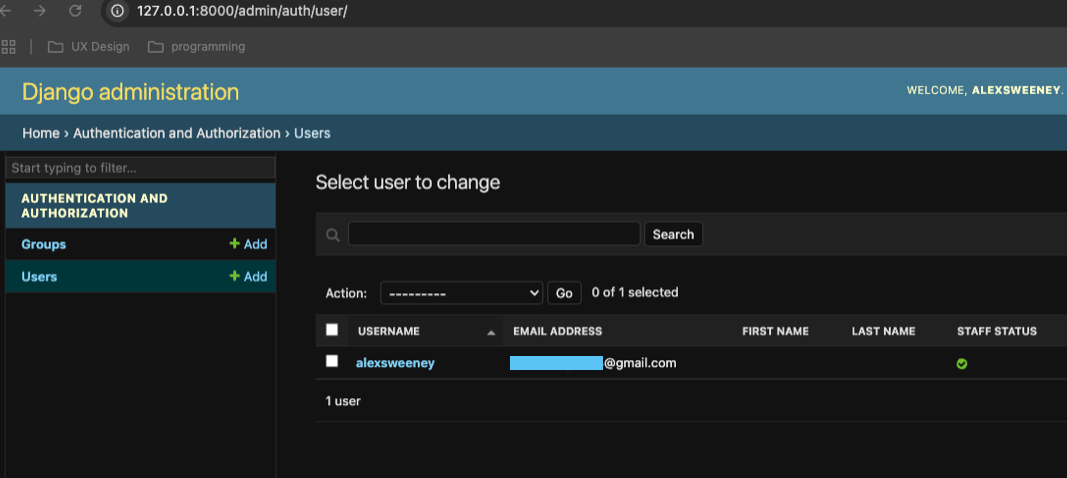 127.0.0.1:8000/admin/auth/user/
UX Design programming
Django administration WELCOME, ALEXSWEENEY.
Home › Authentication and Authorization › Users
Start typing to filter...
AUTHENTICATION AND
AUTHORIZATION
Groups + Add
Users + Add
Select user to change
Search
Action: --------- Go 0 of 1 selected
USERNAME EMAIL ADDRESS FIRST NAME LAST NAME STAFF STATUS
alexsweeney @gmail.com
1 user